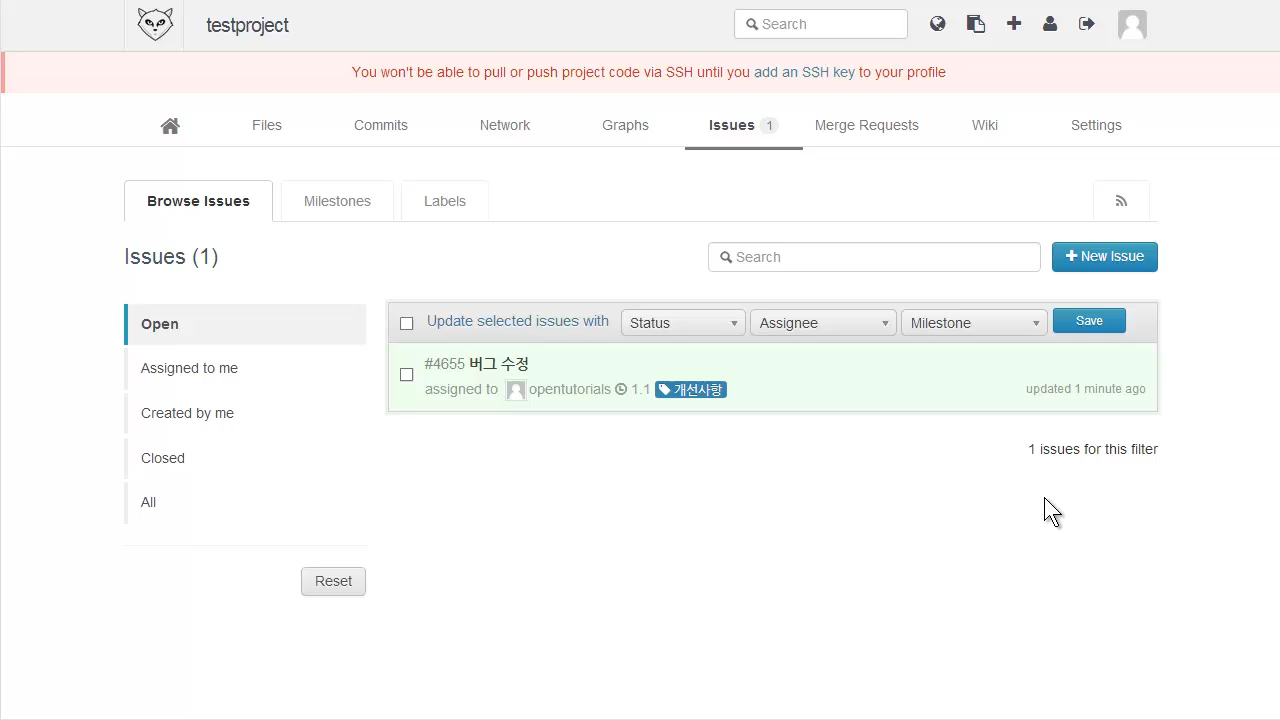 testproject
Search
You won't be able to pull or push project code via SSH until you add an SSH key to your profile
Files Commits Network Graphs Issues 1 Merge Requests Wiki Settings
Browse Issues Milestones Labels
Issues (1)
Search
New Issue
Open
Assigned to me
Created by me
Closed
All
Reset
Update selected issues with Status Assignee Milestone Save
#4655 버그 수정
assigned to opentutorials 1.1 개선사항 updated 1 minute ago
1 issues for this filter